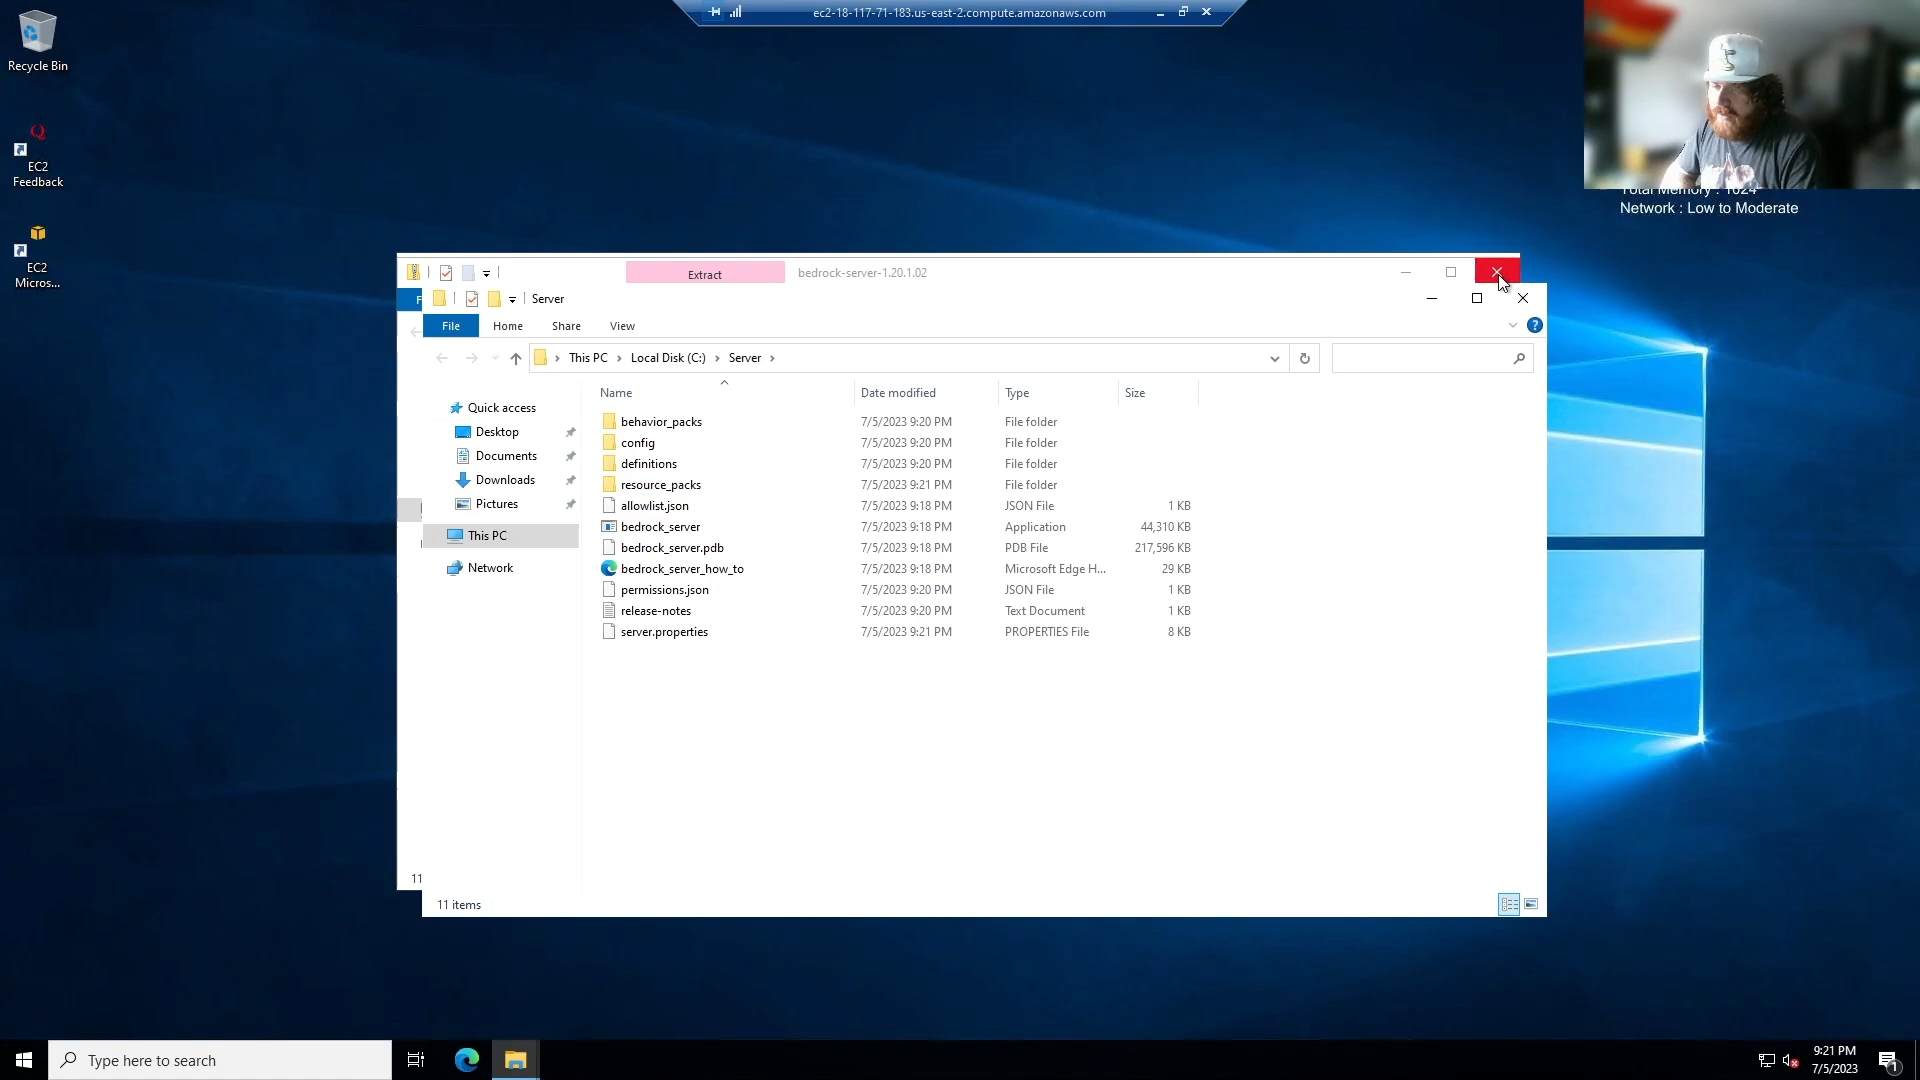 ec2-18-117-71-183.us-east-2.compute.amazonaws.com
Recycle Bin
EC2
Feedback
EC2
Micros...
Total Memory : 1024
Network : Low to Moderate
Extract
bedrock-server-1.20.1.02
F
Server
File
Home
Share
View
This PC
Local Disk (C:)
Server
Name
Date modified
Type
Size
Quick access
Desktop
Documents
Downloads
Pictures
This PC
Network
behavior_packs 7/5/2023 9:20 PM File folder
config 7/5/2023 9:20 PM File folder
definitions 7/5/2023 9:20 PM File folder
resource_packs 7/5/2023 9:21 PM File folder
allowlist.json 7/5/2023 9:18 PM JSON File 1 KB
bedrock_server 7/5/2023 9:18 PM Application 44,310 KB
bedrock_server.pdb 7/5/2023 9:18 PM PDB File 217,596 KB
bedrock_server_how_to 7/5/2023 9:18 PM Microsoft Edge H... 29 KB
permissions.json 7/5/2023 9:20 PM JSON File 1 KB
release-notes 7/5/2023 9:20 PM Text Document 1 KB
server.properties 7/5/2023 9:21 PM PROPERTIES File 8 KB
11
11 items
Type here to search
9:21 PM
7/5/2023
1